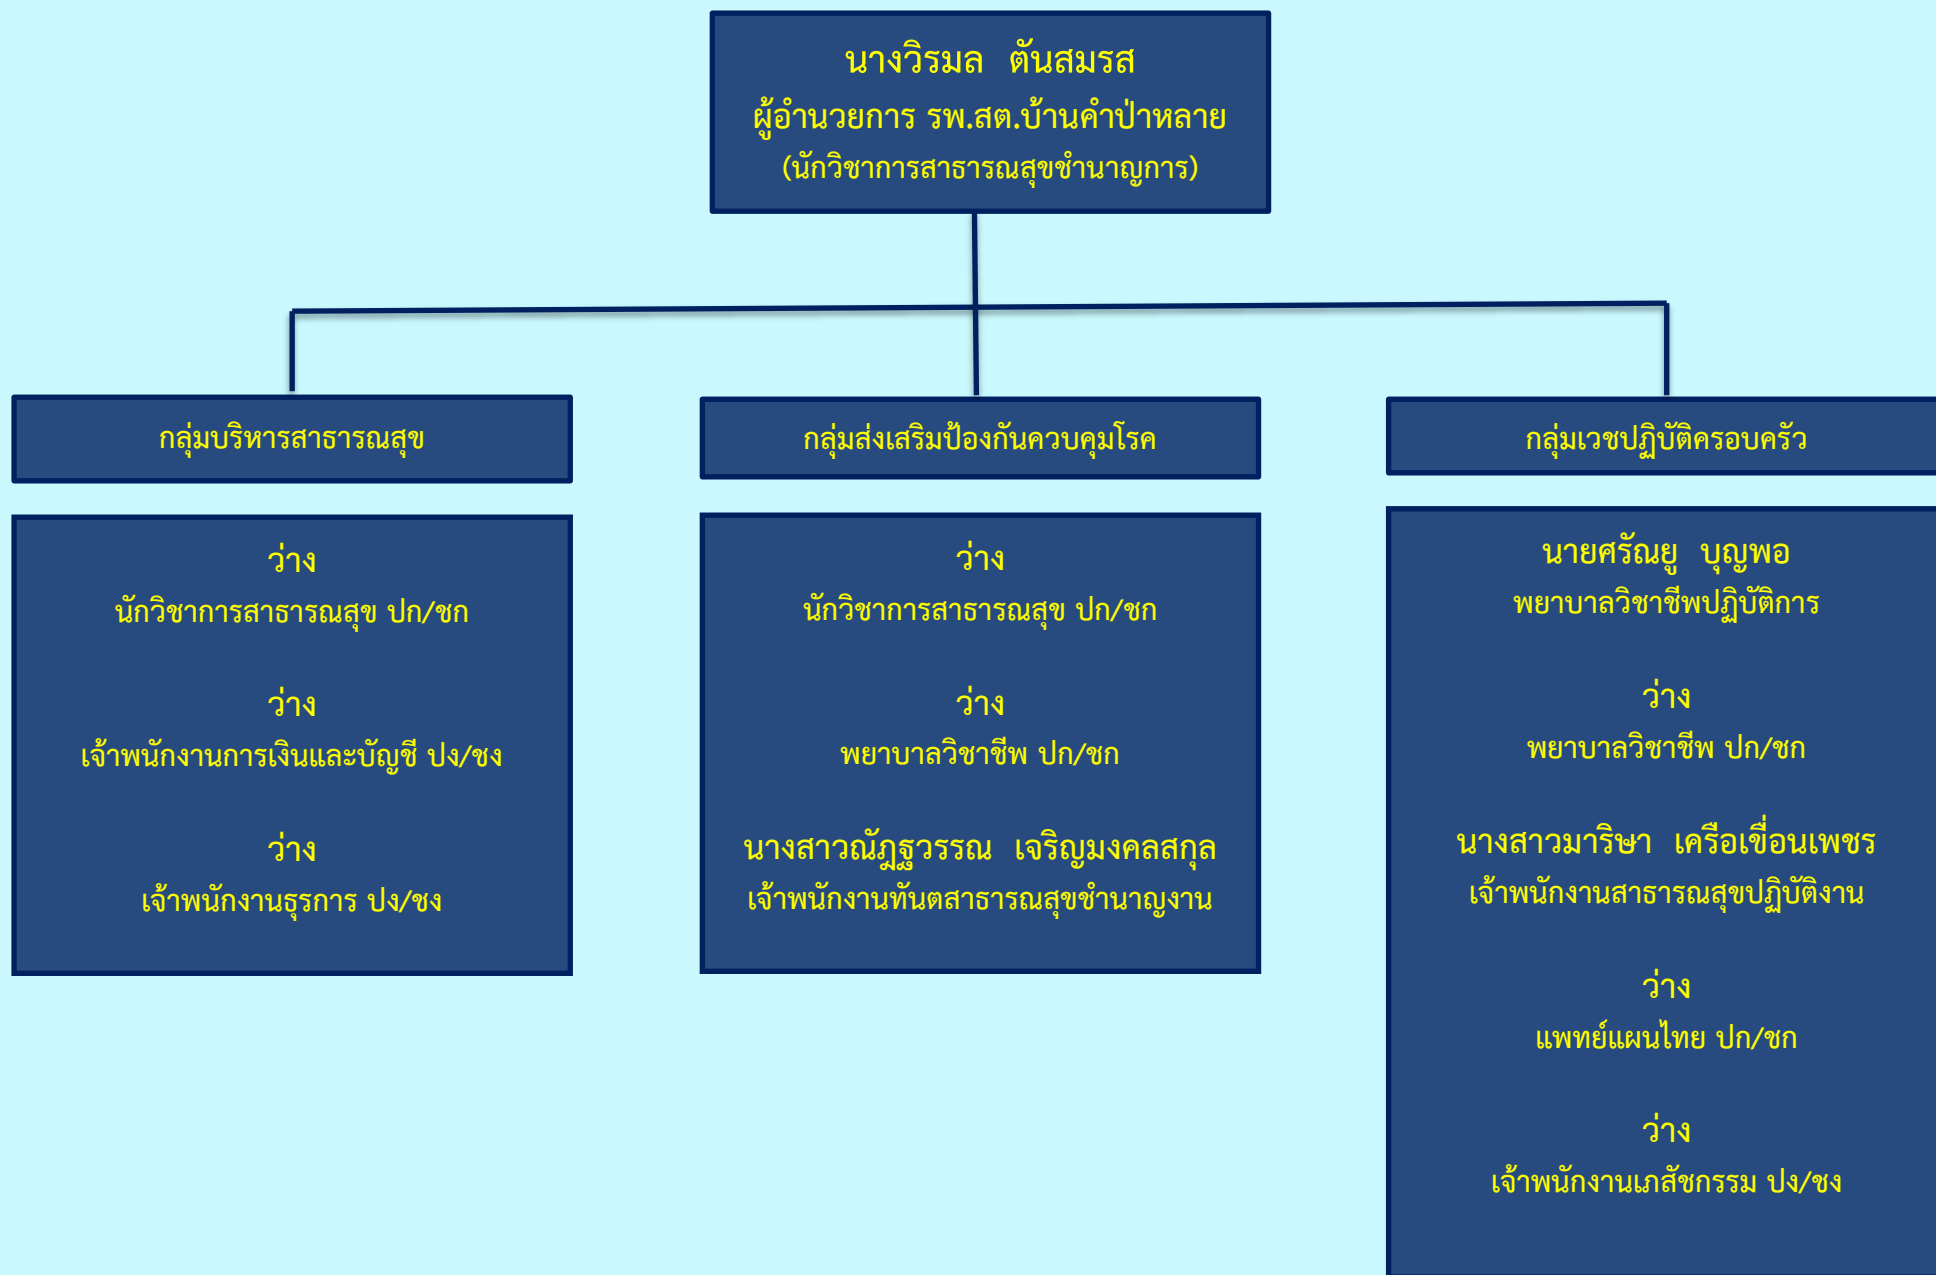 นางวิรมล ตันสมรส
ผู้อำนวยการ รพ.สต.บ้านคำป่าหลาย
(นักวิชาการสาธารณสุขชำนาญการ)
กลุ่มบริหารสาธารณสุข
ว่าง
นักวิชาการสาธารณสุข ปก/ชก
ว่าง
เจ้าพนักงานการเงินและบัญชี ปง/ชง
ว่าง
เจ้าพนักงานธุรการ ปง/ชง
กลุ่มส่งเสริมป้องกันควบคุมโรค
ว่าง
นักวิชาการสาธารณสุข ปก/ชก
ว่าง
พยาบาลวิชาชีพ ปก/ชก
นางสาวณัฎฐวรรณ เจริญมงคลสกุล
เจ้าพนักงานทันตสาธารณสุขชำนาญงาน
กลุ่มเวชปฏิบัติครอบครัว
นายศรัณยู บุญพอ
พยาบาลวิชาชีพปฏิบัติการ
ว่าง
พยาบาลวิชาชีพ ปก/ชก
นางสาวมาริษา เครือเขื่อนเพชร
เจ้าพนักงานสาธารณสุขปฏิบัติงาน
ว่าง
แพทย์แผนไทย ปก/ชก
ว่าง
เจ้าพนักงานเภสัชกรรม ปง/ชง